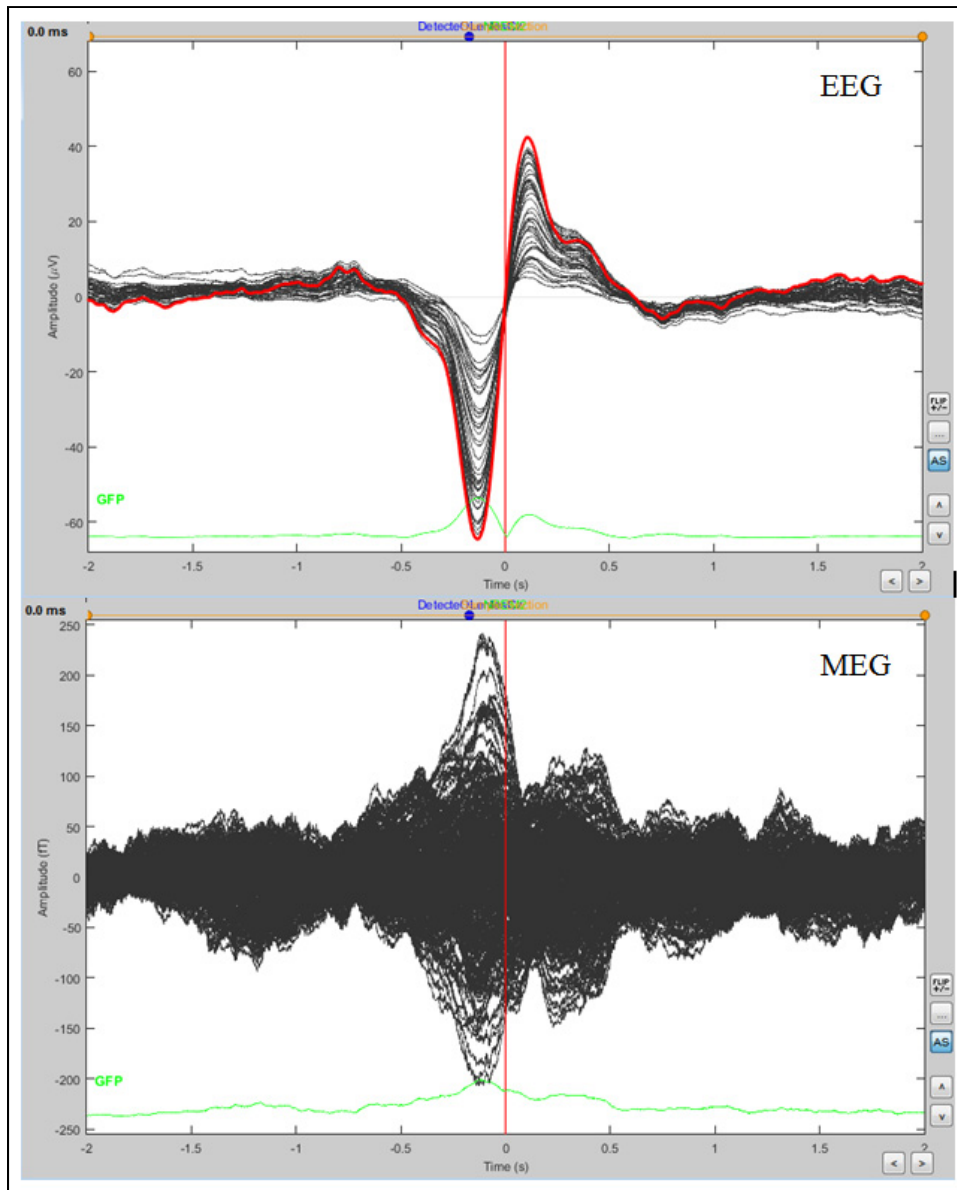 0.0 ms
EEG
60
40
20
0
-20
-40
-60
Amplitude (μV)
GFP
-2 -1.5 -1 -0.5 0 0.5 1 1.5 2
Time (s)
FLIP
+/-
...
AS
∧
∨
< >
0.0 ms
MEG
250
200
150
100
50
0
-50
-100
-150
-200
-250
Amplitude (fT)
GFP
-2 -1.5 -1 -0.5 0 0.5 1 1.5 2
Time (s)
FLIP
+/-
...
AS
∧
∨
< >